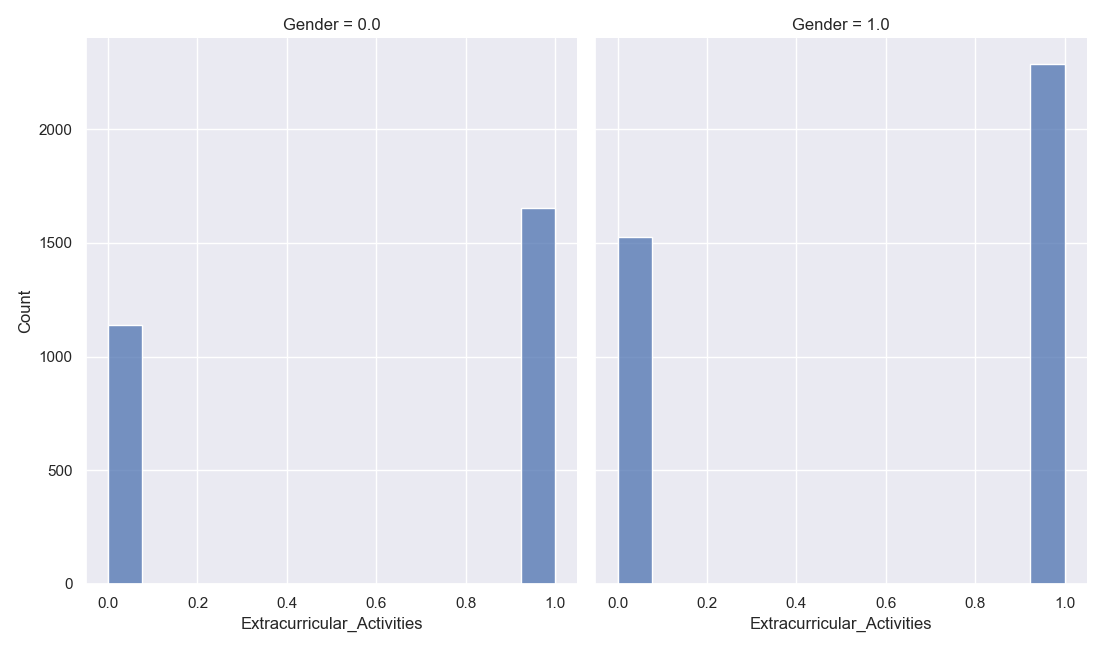 Gender = 0.0
Gender = 1.0
Count
2000
1500
1000
500
0
0.0 0.2 0.4 0.6 0.8 1.0
0.0 0.2 0.4 0.6 0.8 1.0
Extracurricular_Activities
Extracurricular_Activities